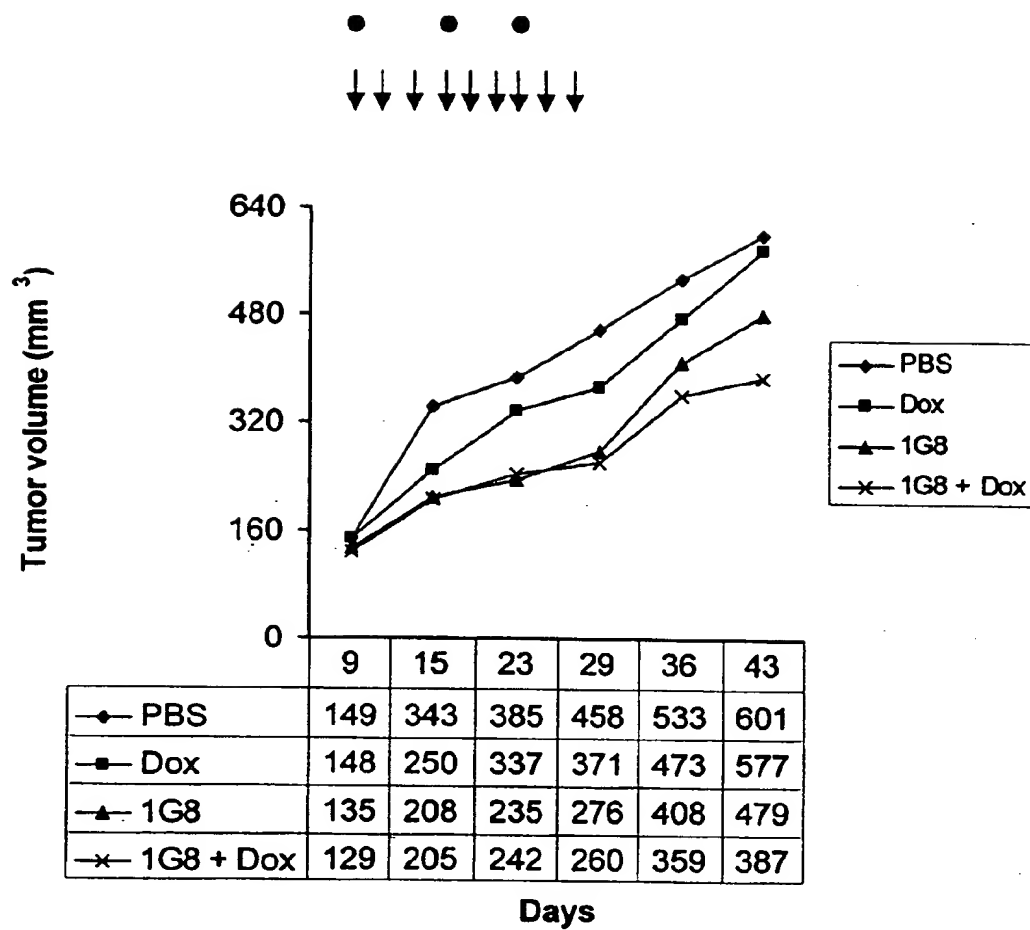 Tumor volume (mm ³)
640
480
320
160
0
PBS
Dox
1G8
1G8 + Dox
9 15 23 29 36 43
PBS 149 343 385 458 533 601
Dox 148 250 337 371 473 577
1G8 135 208 235 276 408 479
1G8 + Dox 129 205 242 260 359 387
Days